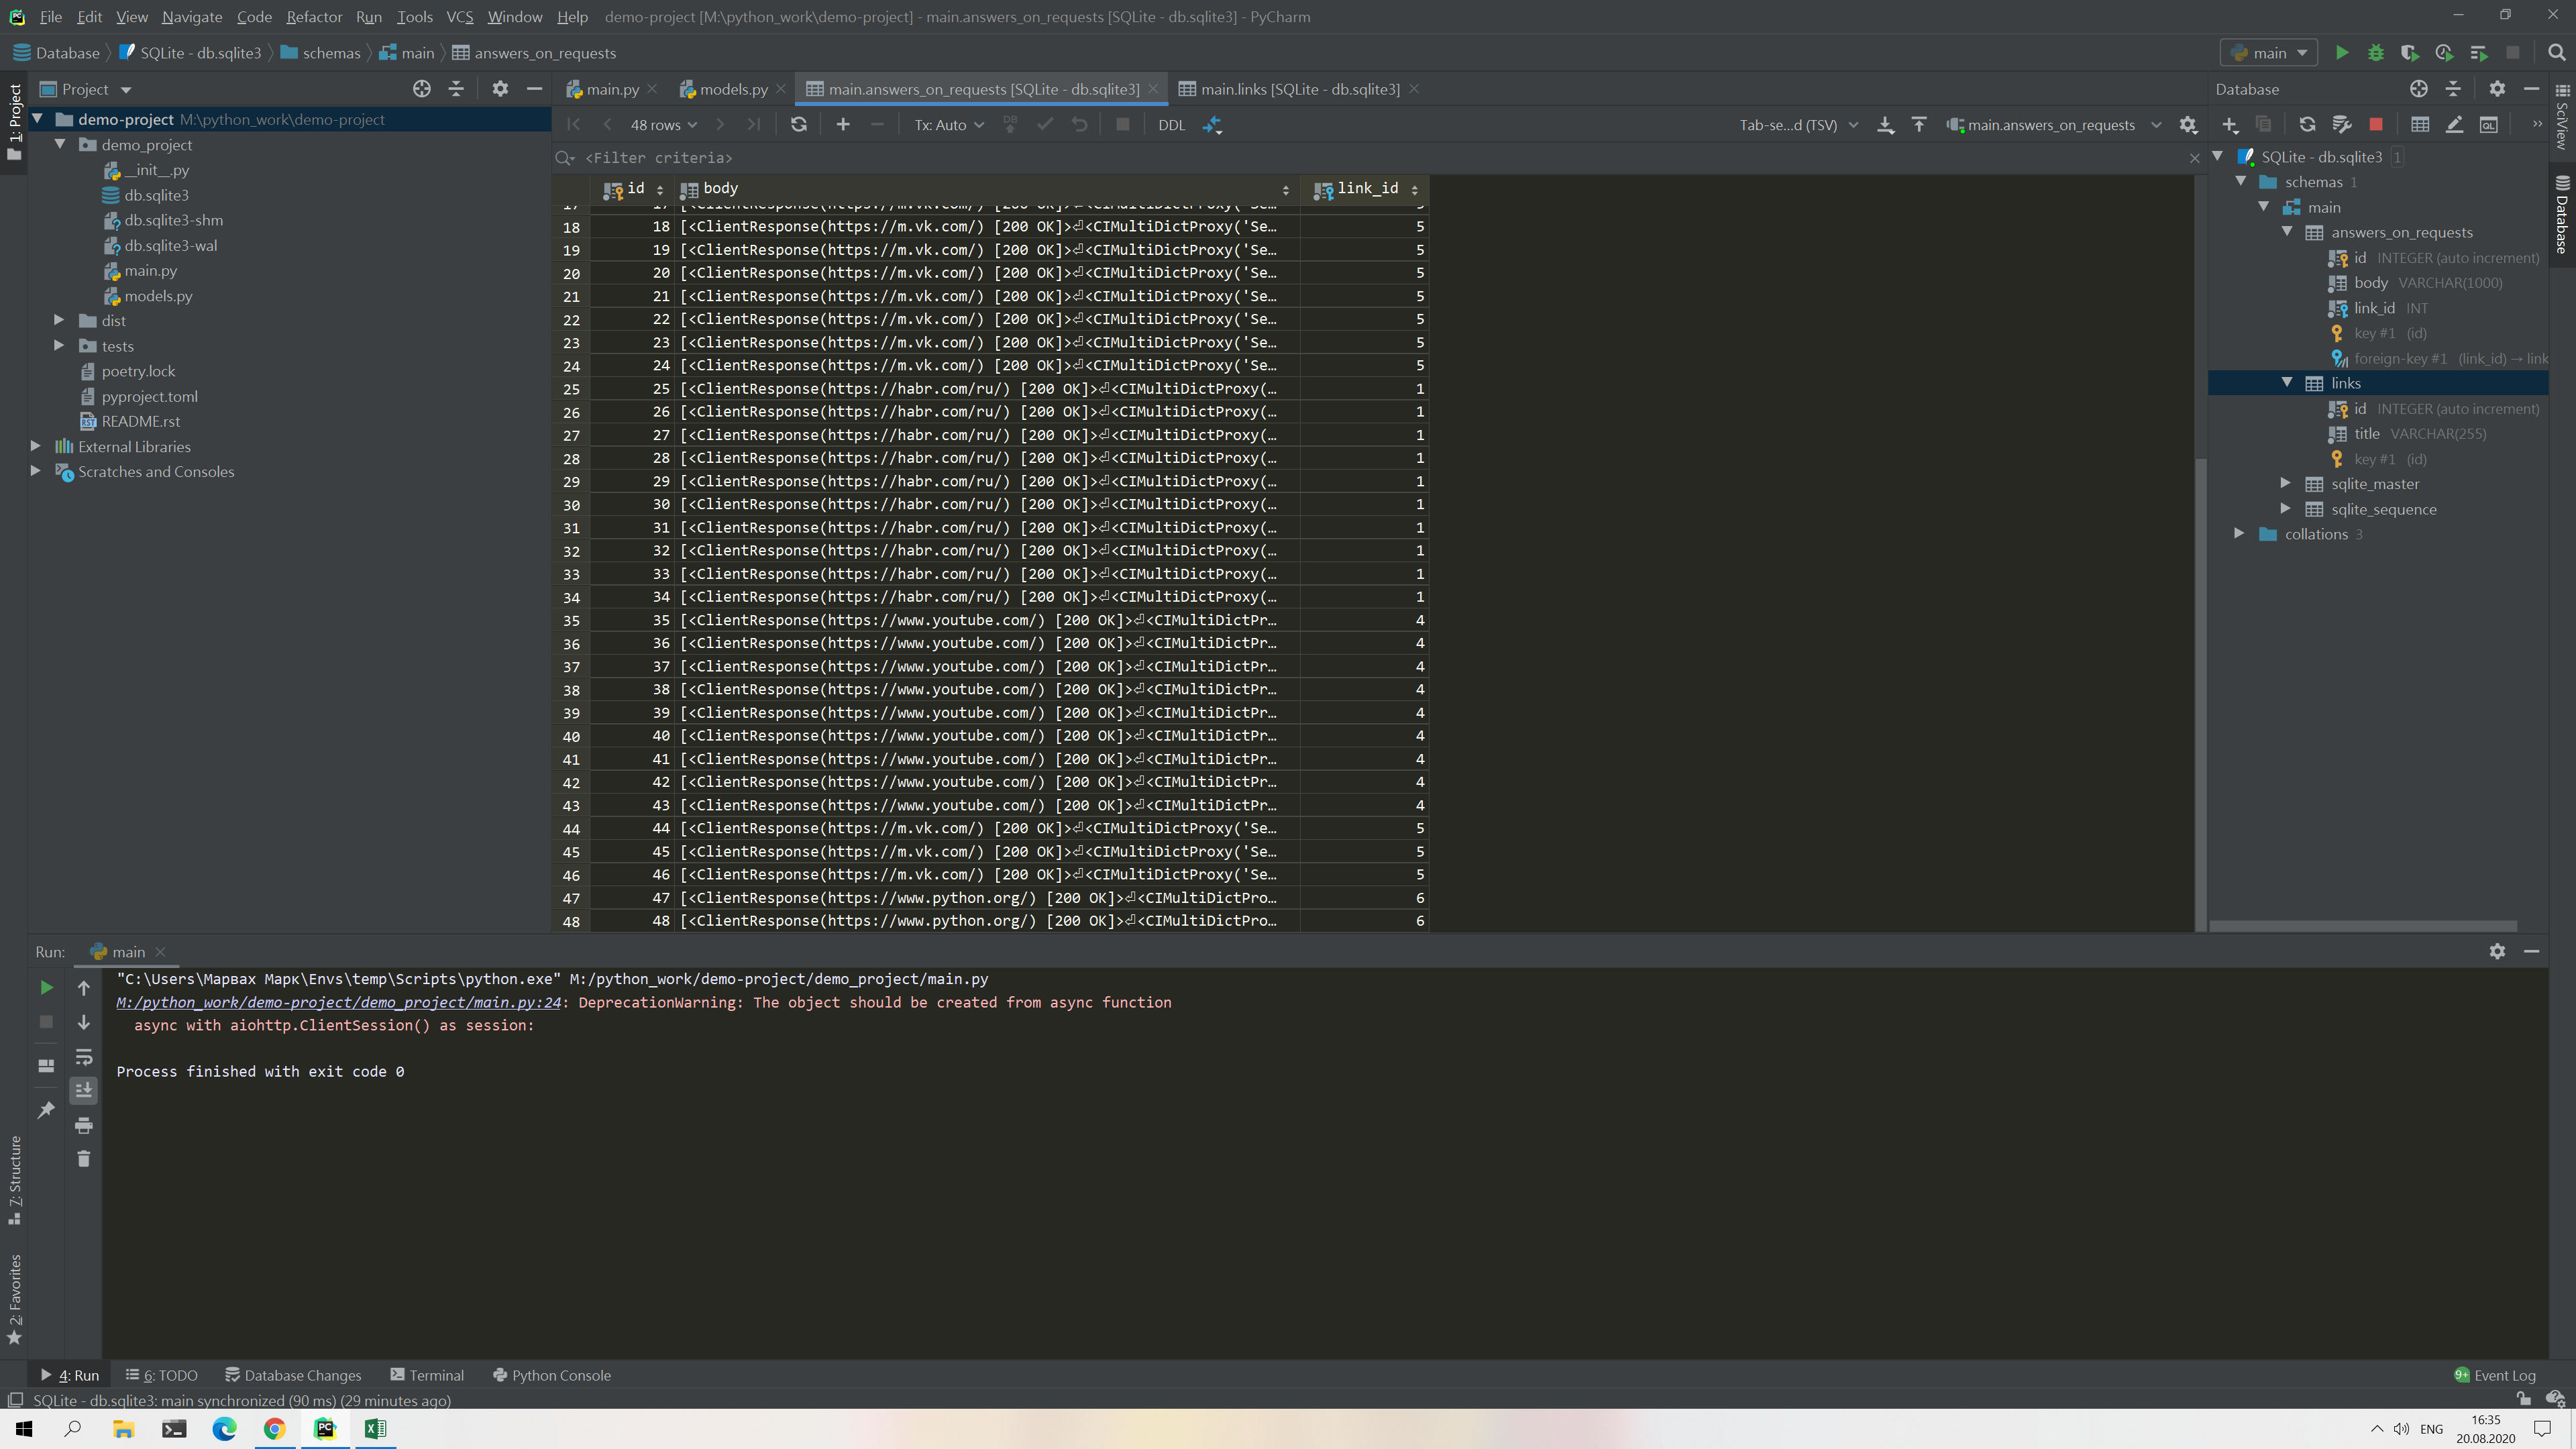 File Edit View Navigate Code Refactor Run Tools VCS Window Help demo-project [M:\python_work\demo-project] - main.answers_on_requests [SQLite - db.sqlite3] - PyCharm
Database SQLite - db.sqlite3 schemas main answers_on_requests main
1: Project
Project
main.py models.py main.answers_on_requests [SQLite - db.sqlite3] main.links [SQLite - db.sqlite3]
Database
48 rows Tx: Auto DB DDL Tab-se...d (TSV) main.answers_on_requests
<Filter criteria>
demo-project M:\python_work\demo-project
demo_project
__init__.py
db.sqlite3
db.sqlite3-shm
db.sqlite3-wal
main.py
models.py
dist
tests
poetry.lock
pyproject.toml
README.rst
External Libraries
Scratches and Consoles
id body link_id
17 17 [<ClientResponse(https://m.vk.com/) [200 OK]>⏎<CIMultiDictProxy('Se… 5
18 18 [<ClientResponse(https://m.vk.com/) [200 OK]>⏎<CIMultiDictProxy('Se… 5
19 19 [<ClientResponse(https://m.vk.com/) [200 OK]>⏎<CIMultiDictProxy('Se… 5
20 20 [<ClientResponse(https://m.vk.com/) [200 OK]>⏎<CIMultiDictProxy('Se… 5
21 21 [<ClientResponse(https://m.vk.com/) [200 OK]>⏎<CIMultiDictProxy('Se… 5
22 22 [<ClientResponse(https://m.vk.com/) [200 OK]>⏎<CIMultiDictProxy('Se… 5
23 23 [<ClientResponse(https://m.vk.com/) [200 OK]>⏎<CIMultiDictProxy('Se… 5
24 24 [<ClientResponse(https://m.vk.com/) [200 OK]>⏎<CIMultiDictProxy('Se… 5
25 25 [<ClientResponse(https://habr.com/ru/) [200 OK]>⏎<CIMultiDictProxy(… 1
26 26 [<ClientResponse(https://habr.com/ru/) [200 OK]>⏎<CIMultiDictProxy(… 1
27 27 [<ClientResponse(https://habr.com/ru/) [200 OK]>⏎<CIMultiDictProxy(… 1
28 28 [<ClientResponse(https://habr.com/ru/) [200 OK]>⏎<CIMultiDictProxy(… 1
29 29 [<ClientResponse(https://habr.com/ru/) [200 OK]>⏎<CIMultiDictProxy(… 1
30 30 [<ClientResponse(https://habr.com/ru/) [200 OK]>⏎<CIMultiDictProxy(… 1
31 31 [<ClientResponse(https://habr.com/ru/) [200 OK]>⏎<CIMultiDictProxy(… 1
32 32 [<ClientResponse(https://habr.com/ru/) [200 OK]>⏎<CIMultiDictProxy(… 1
33 33 [<ClientResponse(https://habr.com/ru/) [200 OK]>⏎<CIMultiDictProxy(… 1
34 34 [<ClientResponse(https://habr.com/ru/) [200 OK]>⏎<CIMultiDictProxy(… 1
35 35 [<ClientResponse(https://www.youtube.com/) [200 OK]>⏎<CIMultiDictPr… 4
36 36 [<ClientResponse(https://www.youtube.com/) [200 OK]>⏎<CIMultiDictPr… 4
37 37 [<ClientResponse(https://www.youtube.com/) [200 OK]>⏎<CIMultiDictPr… 4
38 38 [<ClientResponse(https://www.youtube.com/) [200 OK]>⏎<CIMultiDictPr… 4
39 39 [<ClientResponse(https://www.youtube.com/) [200 OK]>⏎<CIMultiDictPr… 4
40 40 [<ClientResponse(https://www.youtube.com/) [200 OK]>⏎<CIMultiDictPr… 4
41 41 [<ClientResponse(https://www.youtube.com/) [200 OK]>⏎<CIMultiDictPr… 4
42 42 [<ClientResponse(https://www.youtube.com/) [200 OK]>⏎<CIMultiDictPr… 4
43 43 [<ClientResponse(https://www.youtube.com/) [200 OK]>⏎<CIMultiDictPr… 4
44 44 [<ClientResponse(https://m.vk.com/) [200 OK]>⏎<CIMultiDictProxy('Se… 5
45 45 [<ClientResponse(https://m.vk.com/) [200 OK]>⏎<CIMultiDictProxy('Se… 5
46 46 [<ClientResponse(https://m.vk.com/) [200 OK]>⏎<CIMultiDictProxy('Se… 5
47 47 [<ClientResponse(https://www.python.org/) [200 OK]>⏎<CIMultiDictPro… 6
48 48 [<ClientResponse(https://www.python.org/) [200 OK]>⏎<CIMultiDictPro… 6
SQLite - db.sqlite3 1
schemas 1
main
answers_on_requests
id INTEGER (auto increment)
body VARCHAR(1000)
link_id INT
key #1 (id)
foreign-key #1 (link_id) → link
links
id INTEGER (auto increment)
title VARCHAR(255)
key #1 (id)
sqlite_master
sqlite_sequence
collations 3
SciView
Database
Run: main
"C:\Users\Марвах Марк\Envs\temp\Scripts\python.exe" M:/python_work/demo-project/demo_project/main.py
M:/python_work/demo-project/demo_project/main.py:24: DeprecationWarning: The object should be created from async function
async with aiohttp.ClientSession() as session:
Process finished with exit code 0
7: Structure
2: Favorites
4: Run 6: TODO Database Changes Terminal Python Console 9+ Event Log
SQLite - db.sqlite3: main synchronized (90 ms) (29 minutes ago)
ENG 16:35
20.08.2020